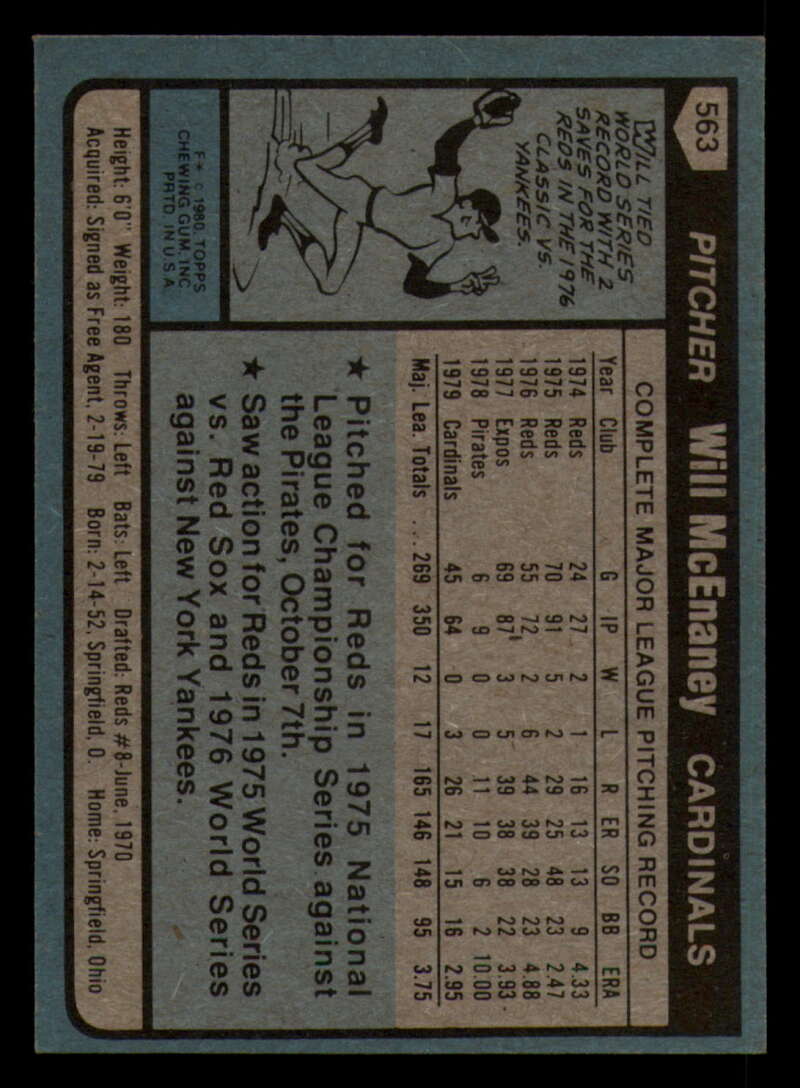 563 PITCHER Will McEnaney CARDINALS
WILL TIED
WORLD SERIES
RECORD WITH 2
SAVES FOR THE
REDS IN THE 1976
CLASSIC VS.
YANKEES.
F* © 1980, TOPPS
CHEWING GUM, INC
PRTD. IN U S A
COMPLETE MAJOR LEAGUE PITCHING RECORD
Year Club G IP W L R ER SO BB ERA
1974 Reds 24 27 2 1 16 13 13 9 4.33
1975 Reds 70 91 5 2 29 25 48 23 2.47
1976 Reds 55 72 2 6 44 39 28 23 4.88
1977 Expos 69 87 3 5 39 38 38 22 3.93
1978 Pirates 6 9 0 0 11 10 6 2 10.00
1979 Cardinals 45 64 0 3 26 21 15 16 2.95
Maj. Lea. Totals ... 269 350 12 17 165 146 148 95 3.75
★ Pitched for Reds in 1975 National
League Championship Series against
the Pirates, October 7th.
★ Saw action for Reds in 1975 World Series
vs. Red Sox and 1976 World Series
against New York Yankees.
Height: 6'0" Weight: 180 Throws: Left Bats: Left Drafted: Reds #8-June, 1970
Acquired: Signed as Free Agent, 2-19-79 Born: 2-14-52, Springfield, O. Home: Springfield, Ohio